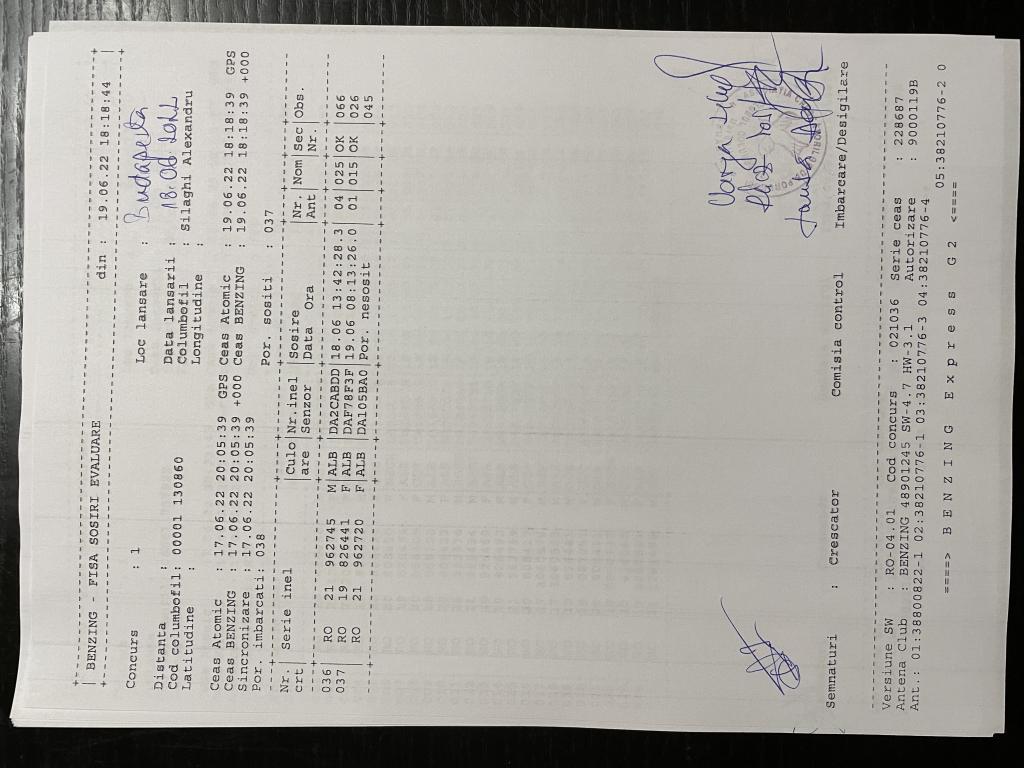 BENZING - FISA SOSIRI EVALUARE din : 19.06.22 18:18:44
Concurs : 1 Loc lansare : Budapesta
Distanta : Data lansarii : 18.06.2022
Cod columbofil: 00001 130860 Columbofil : Silaghi Alexandru
Latitudine : Longitudine :
Ceas Atomic : 17.06.22 20:05:39 GPS Ceas Atomic : 19.06.22 18:18:39 GPS
Ceas BENZING : 17.06.22 20:05:39 +000 Ceas BENZING : 19.06.22 18:18:39 +000
Sincronizare : 17.06.22 20:05:39
Por. imbarcati: 038 Por. sositi : 037
Nr. | Serie inel |Culo|Nr.inel |Sosire |Nr.|Nom|Sec|Obs.
crt | |are |Senzor |Data Ora |Ant| |Nr.|
036 RO 21 962745 M|ALB |DA2CABDD|18.06 13:42:28.3| 04|025|OK |066
037 RO 19 826441 F|ALB |DAF78F3F|19.06 08:13:26.0| 01|015|OK |026
RO 21 962720 F|ALB |DA105BA0|Por. nesosit | | | |045
Semnaturi : Crescator Comisia control Imbarcare/Desigilare
Versiune SW : RO-04.01 Cod concurs : 021036 Serie ceas : 228687
Antena Club : BENZING 48901245 SW-4.7 HW-3.1 Autorizare : 9000119B
Ant.: 01:38800822-1 02:38210776-1 03:38210776-3 04:38210776-4
05:38210776-2 0
====> B E N Z I N G E x p r e s s G 2 <====